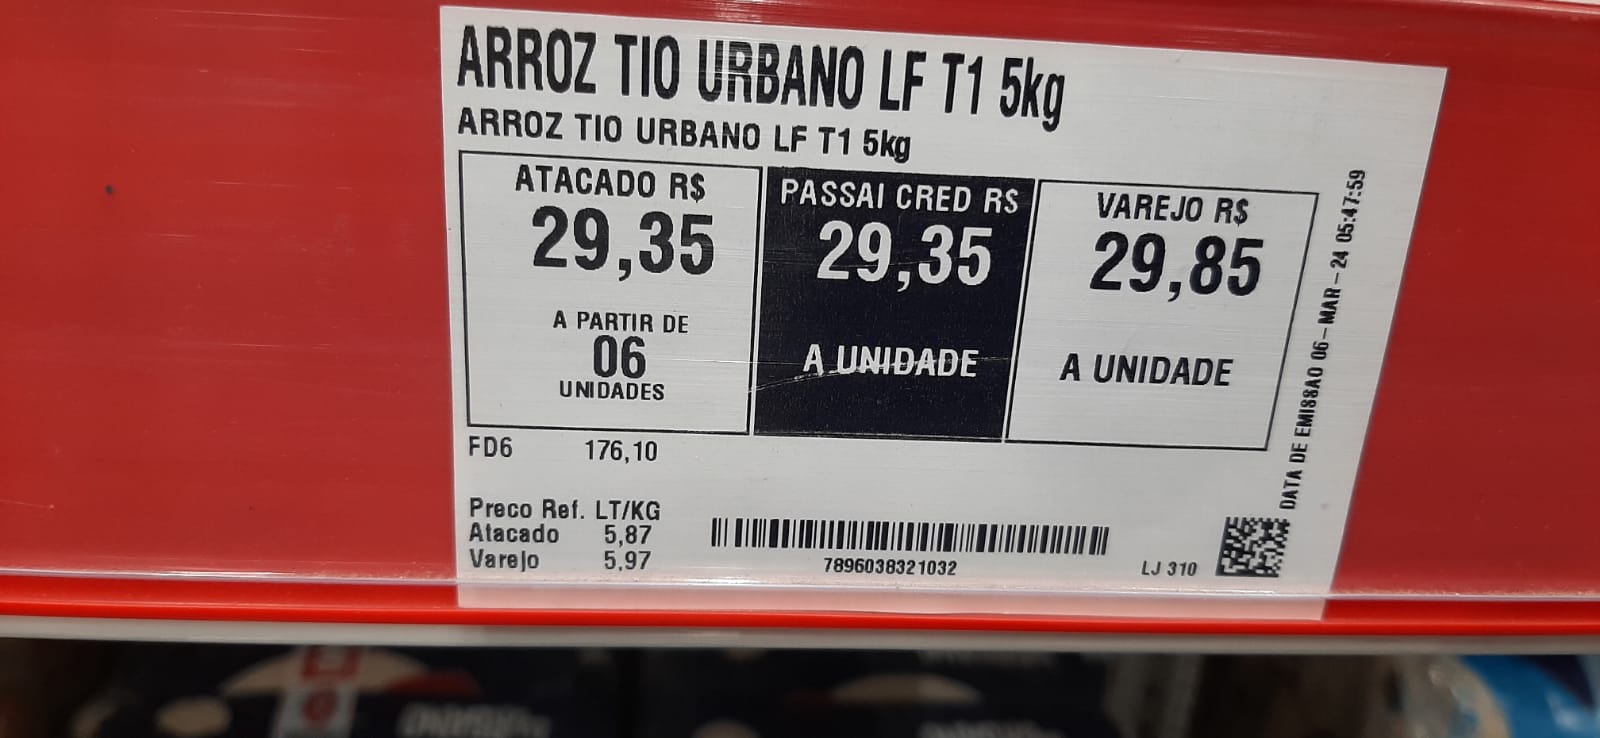 ARROZ TIO URBANO LF T1 5kg
ARROZ TIO URBANO LF T1 5kg
ATACADO R$
29,35
A PARTIR DE
06
UNIDADES
PASSAI CRED R$
29,35
A UNIDADE
VAREJO R$
29,85
A UNIDADE
FD6 176,10
Preco Ref. LT/KG
Atacado 5,87
Varejo 5,97
7896038321032
LJ 310
DATA DE EMISSAO 06-MAR-24 05:47:59